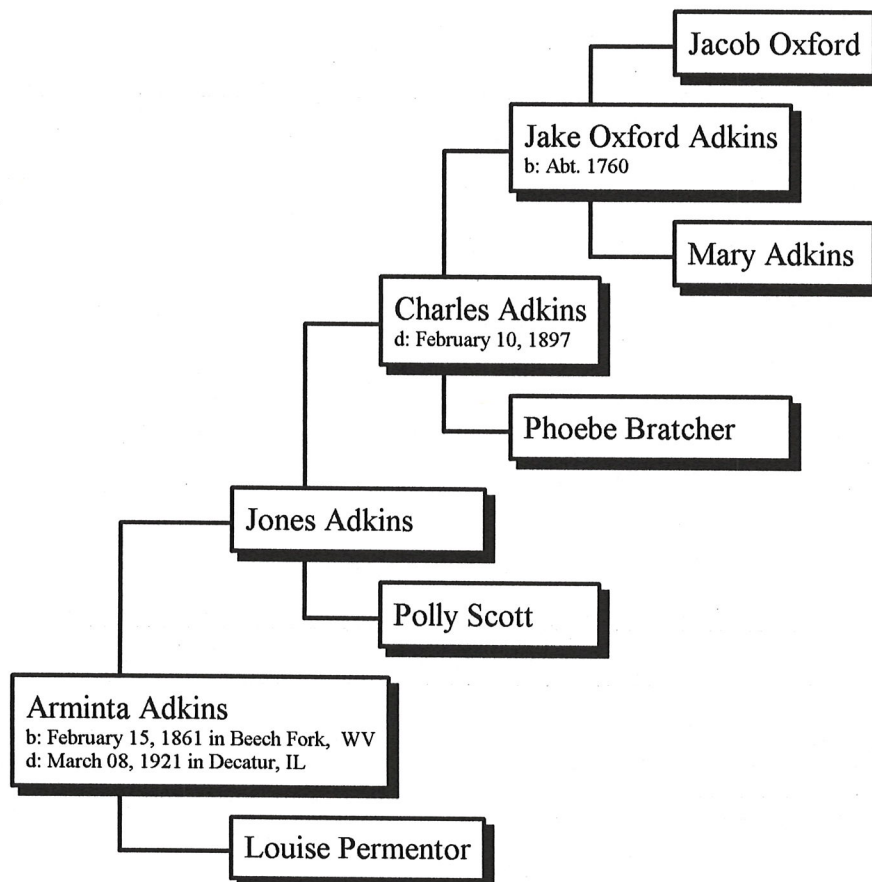 Jacob Oxford
Jake Oxford Adkins
b: Abt. 1760
Mary Adkins
Charles Adkins
d: February 10, 1897
Phoebe Bratcher
Jones Adkins
Polly Scott
Arminta Adkins
b: February 15, 1861 in Beech Fork, WV
d: March 08, 1921 in Decatur, IL
Louise Permentor